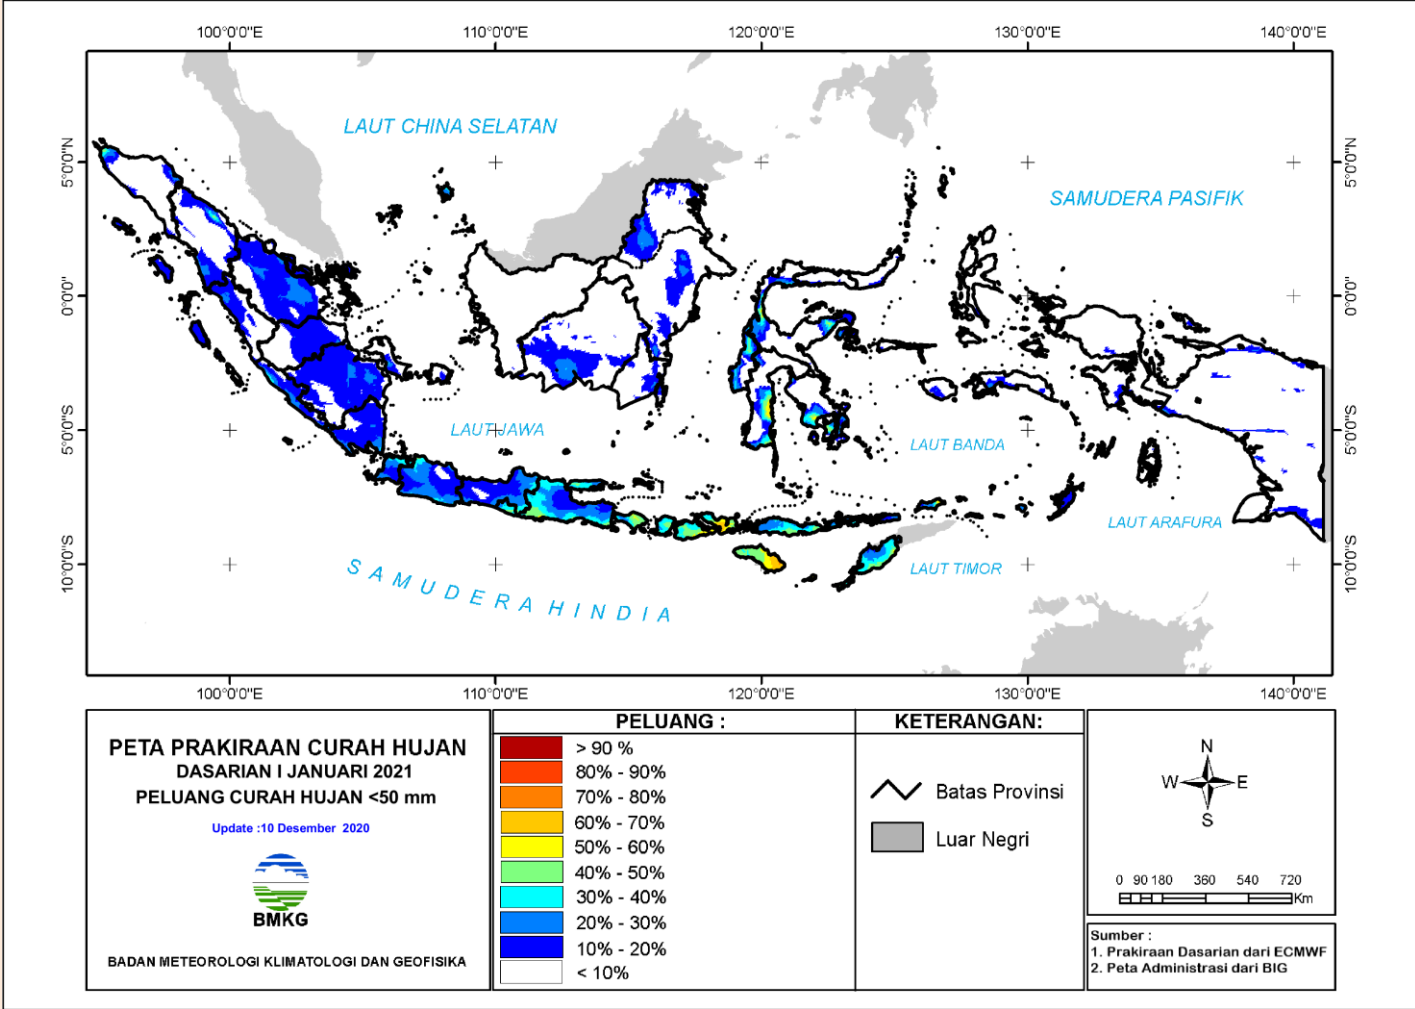 100°0'0"E 110°0'0"E 120°0'0"E 130°0'0"E 140°0'0"E
5°0'0"N 5°0'0"N
LAUT CHINA SELATAN
SAMUDERA PASIFIK
0°0'0" 0°0'0"
5°0'0"S 5°0'0"S
LAUT JAWA
LAUT BANDA
LAUT ARAFURA
10°0'0"S 10°0'0"S
LAUT TIMOR
SAMUDERA HINDIA
100°0'0"E 110°0'0"E 120°0'0"E 130°0'0"E 140°0'0"E
PETA PRAKIRAAN CURAH HUJAN
DASARIAN I JANUARI 2021
PELUANG CURAH HUJAN <50 mm
Update :10 Desember 2020
BMKG
BADAN METEOROLOGI KLIMATOLOGI DAN GEOFISIKA
PELUANG :
> 90 %
80% - 90%
70% - 80%
60% - 70%
50% - 60%
40% - 50%
30% - 40%
20% - 30%
10% - 20%
< 10%
KETERANGAN:
Batas Provinsi
Luar Negri
N
W E
S
0 90 180 360 540 720
Km
Sumber :
1. Prakiraan Dasarian dari ECMWF
2. Peta Administrasi dari BIG